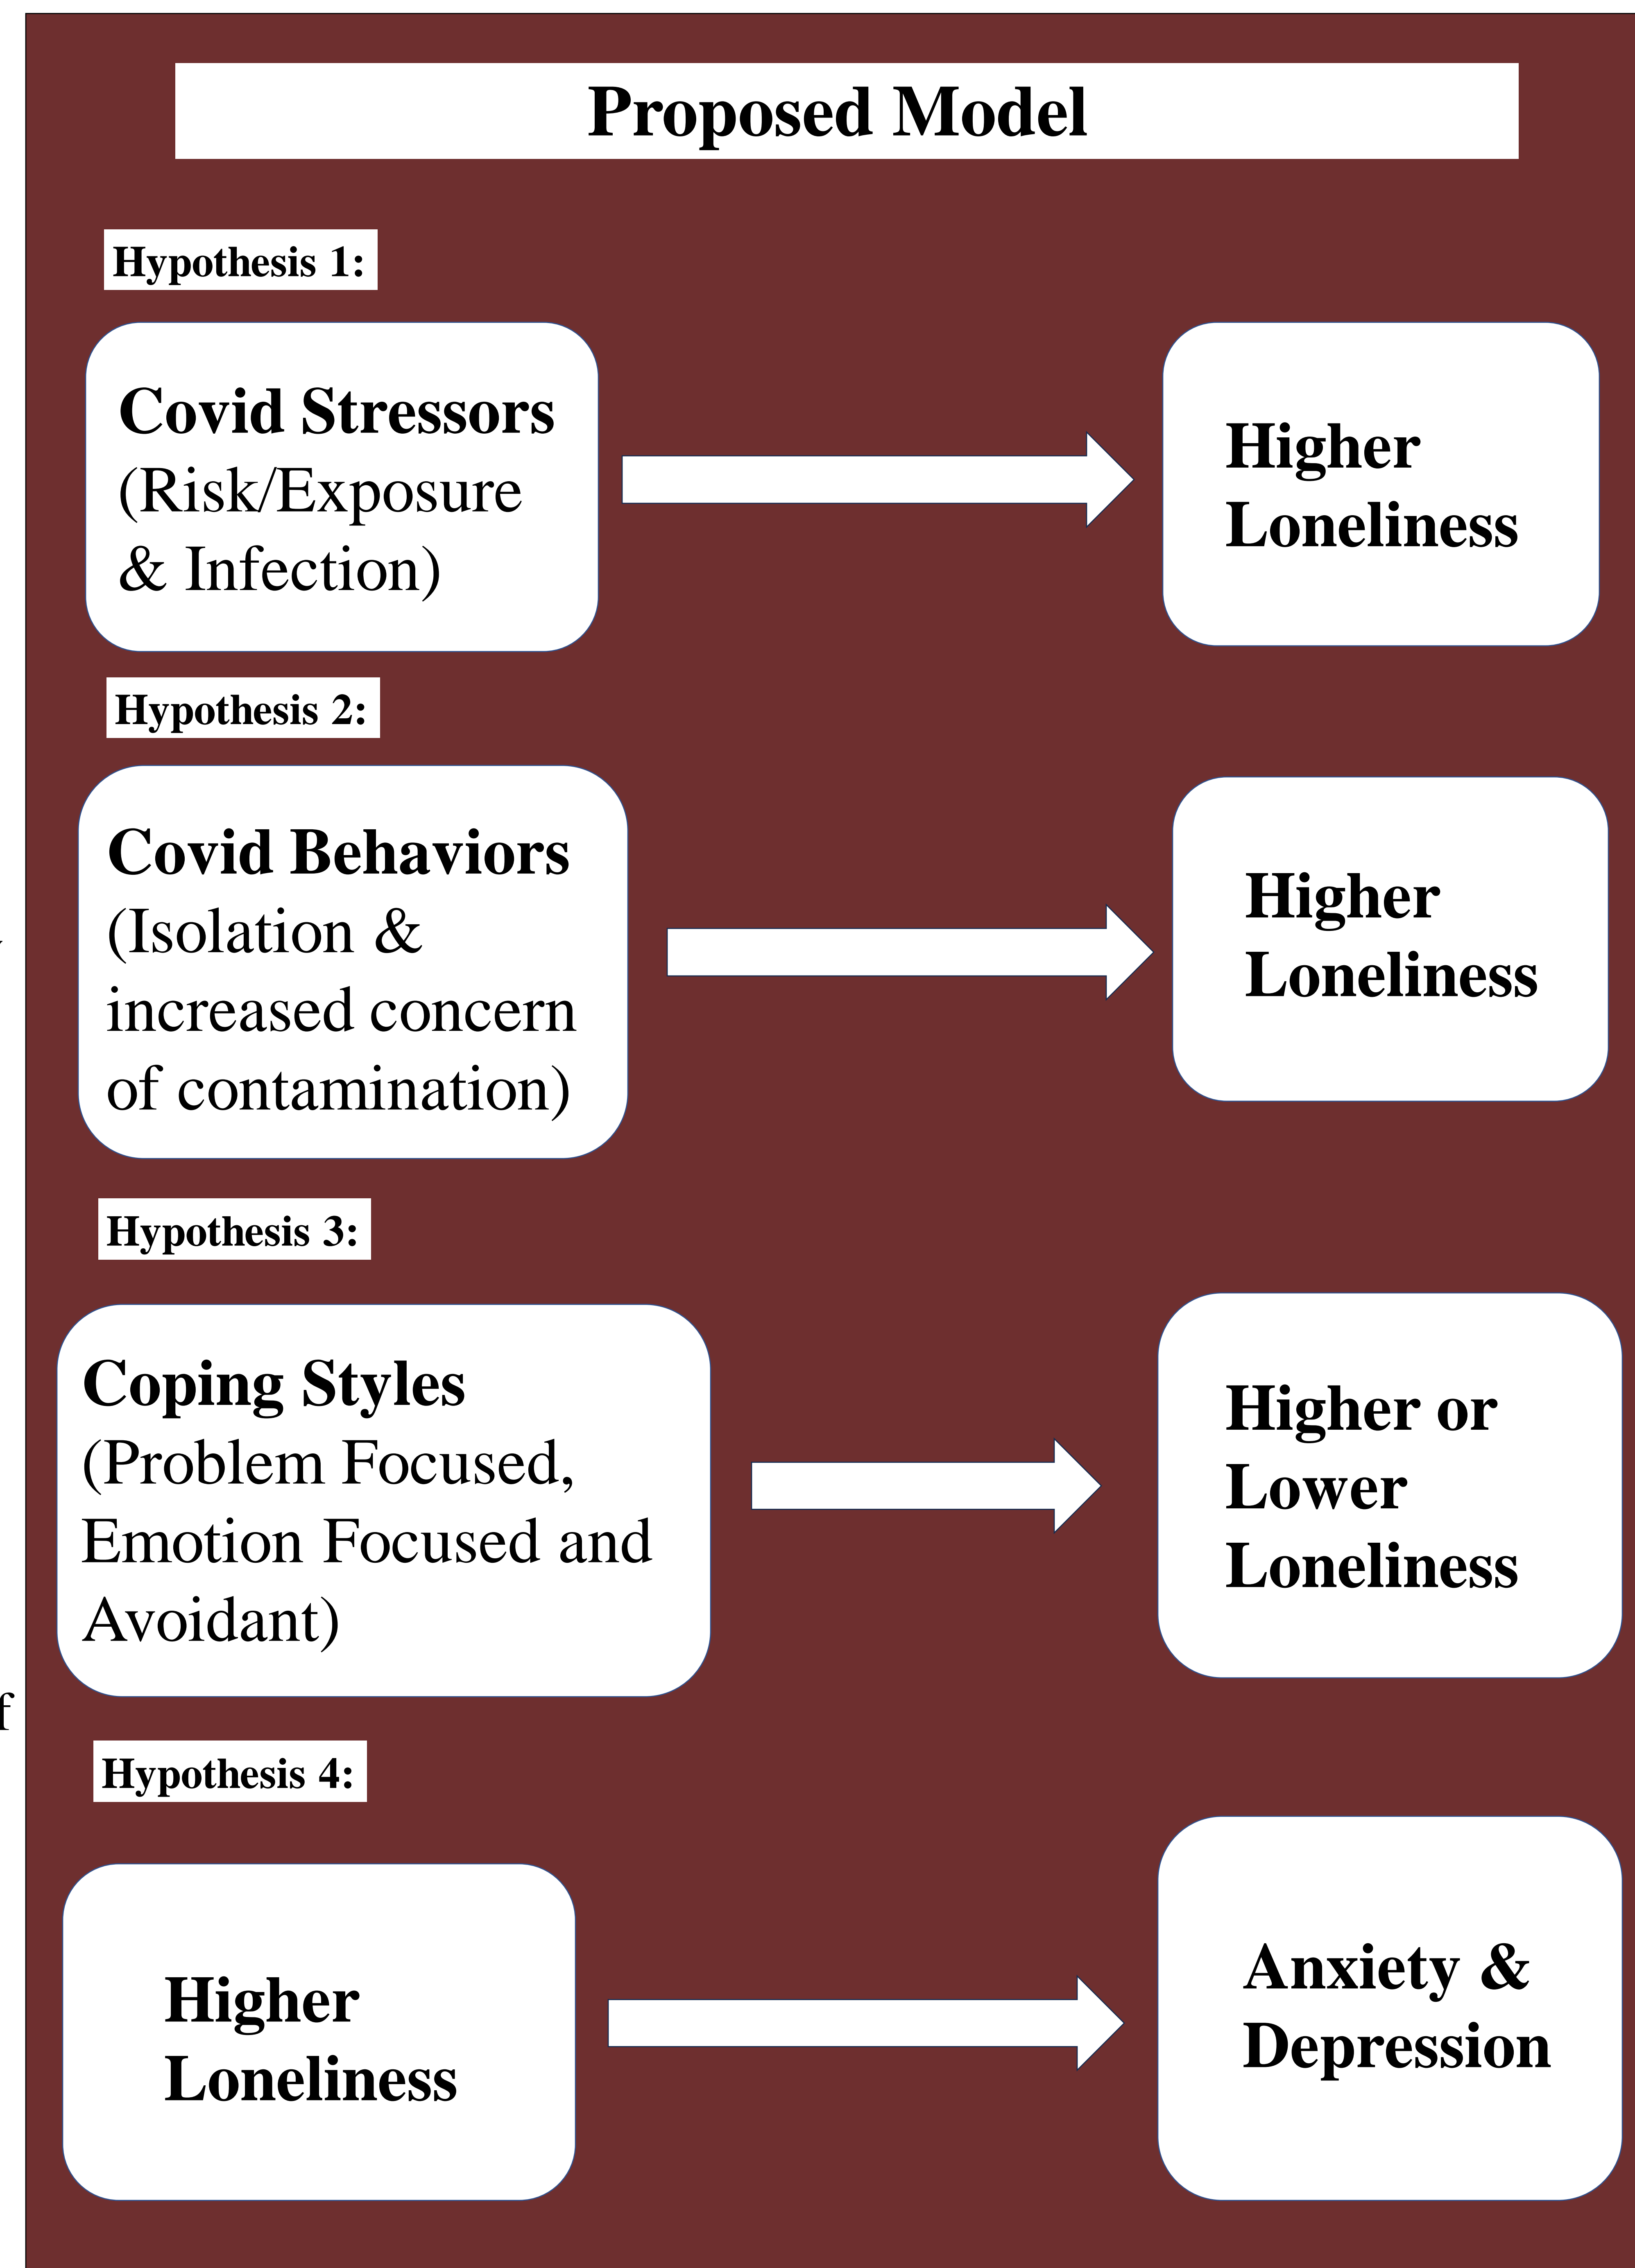 Proposed Model
Hypothesis 1:
Covid Stressors
(Risk/Exposure
& Infection)
Higher
Loneliness
Hypothesis 2:
Covid Behaviors
(Isolation &
increased concern
of contamination)
Higher
Loneliness
Hypothesis 3:
Coping Styles
(Problem Focused,
Emotion Focused and
Avoidant)
Higher or
Lower
Loneliness
Hypothesis 4:
Higher
Loneliness
Anxiety &
Depression